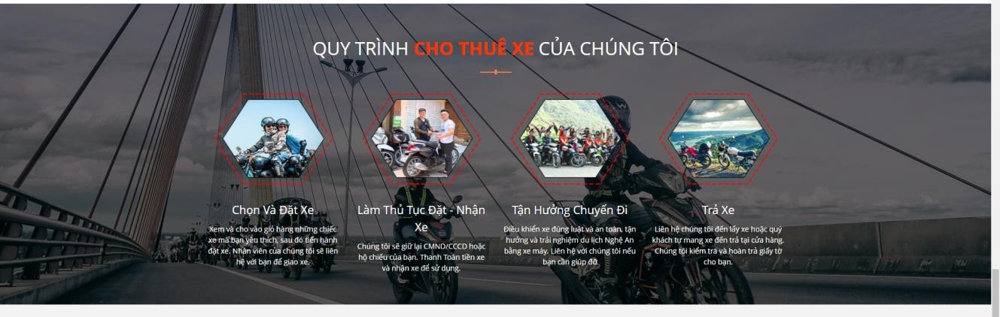 QUY TRÌNH CHO THUÊ XE CỦA CHÚNG TÔI
Chọn Và Đặt Xe
Xem và cho vào giỏ hàng những chiếc
xe mà bạn yêu thích, sau đó tiến hành
đặt xe. Nhân viên của chúng tôi sẽ liên
hệ với bạn để giao xe.
Làm Thủ Tục Đặt - Nhận
Xe
Chúng tôi sẽ giữ lại CMND/CCCD hoặc
hộ chiếu của bạn. Thanh Toán tiền xe
và nhận xe để sử dụng.
Tận Hưởng Chuyến Đi
Điều khiển xe đúng luật và an toàn, tận
hưởng và trải nghiệm du lịch Nghệ An
bằng xe máy. Liên hệ với chúng tôi nếu
bạn cần giúp đỡ
Trả Xe
Liên hệ chúng tôi đến lấy xe hoặc quý
khách tự mang xe đến trả tại cửa hàng.
Chúng tôi kiểm tra và hoàn trả giấy tờ
cho bạn.